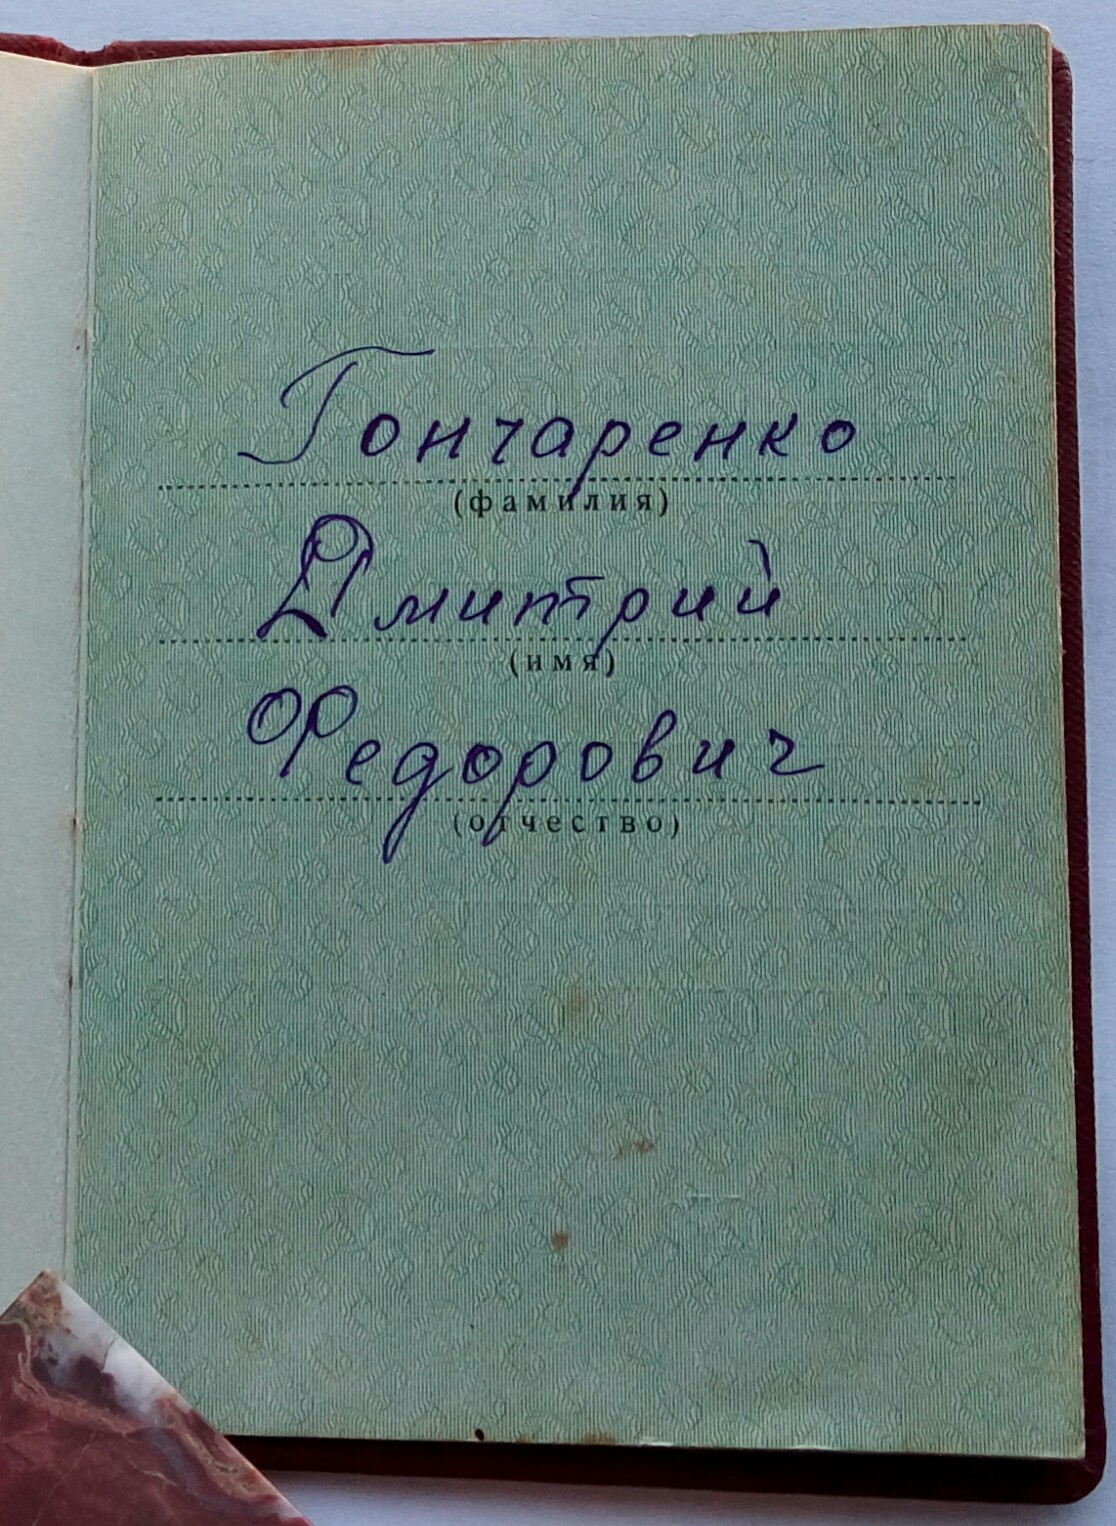 Гончаренко
(фамилия)
Дмитрий
(имя)
Федорович
(отчество)